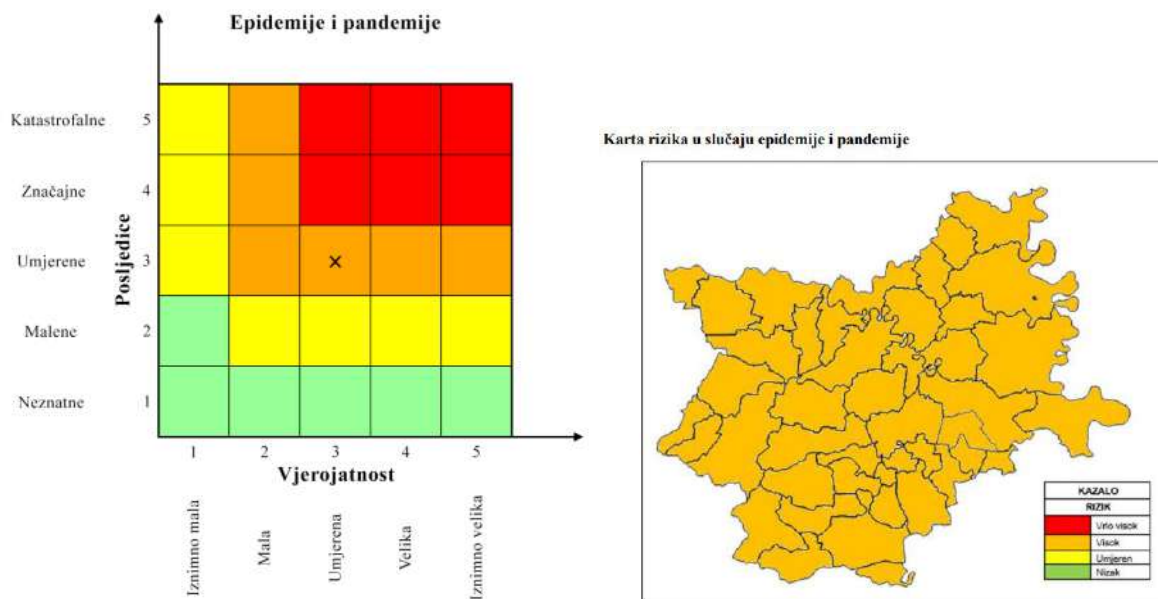 Epidemije i pandemije
Katastrofalne 5
Značajne 4
Umjerene 3
Malene 2
Neznatne 1
Posljedice
1 2 3 4 5
Vjerojatnost
Iznimno mala
Mala
Umjerena
Velika
Iznimno velika
Karta rizika u slučaju epidemije i pandemije
KAZALO
RIZIK
Vrlo visok
Visok
Umjeren
Nizak